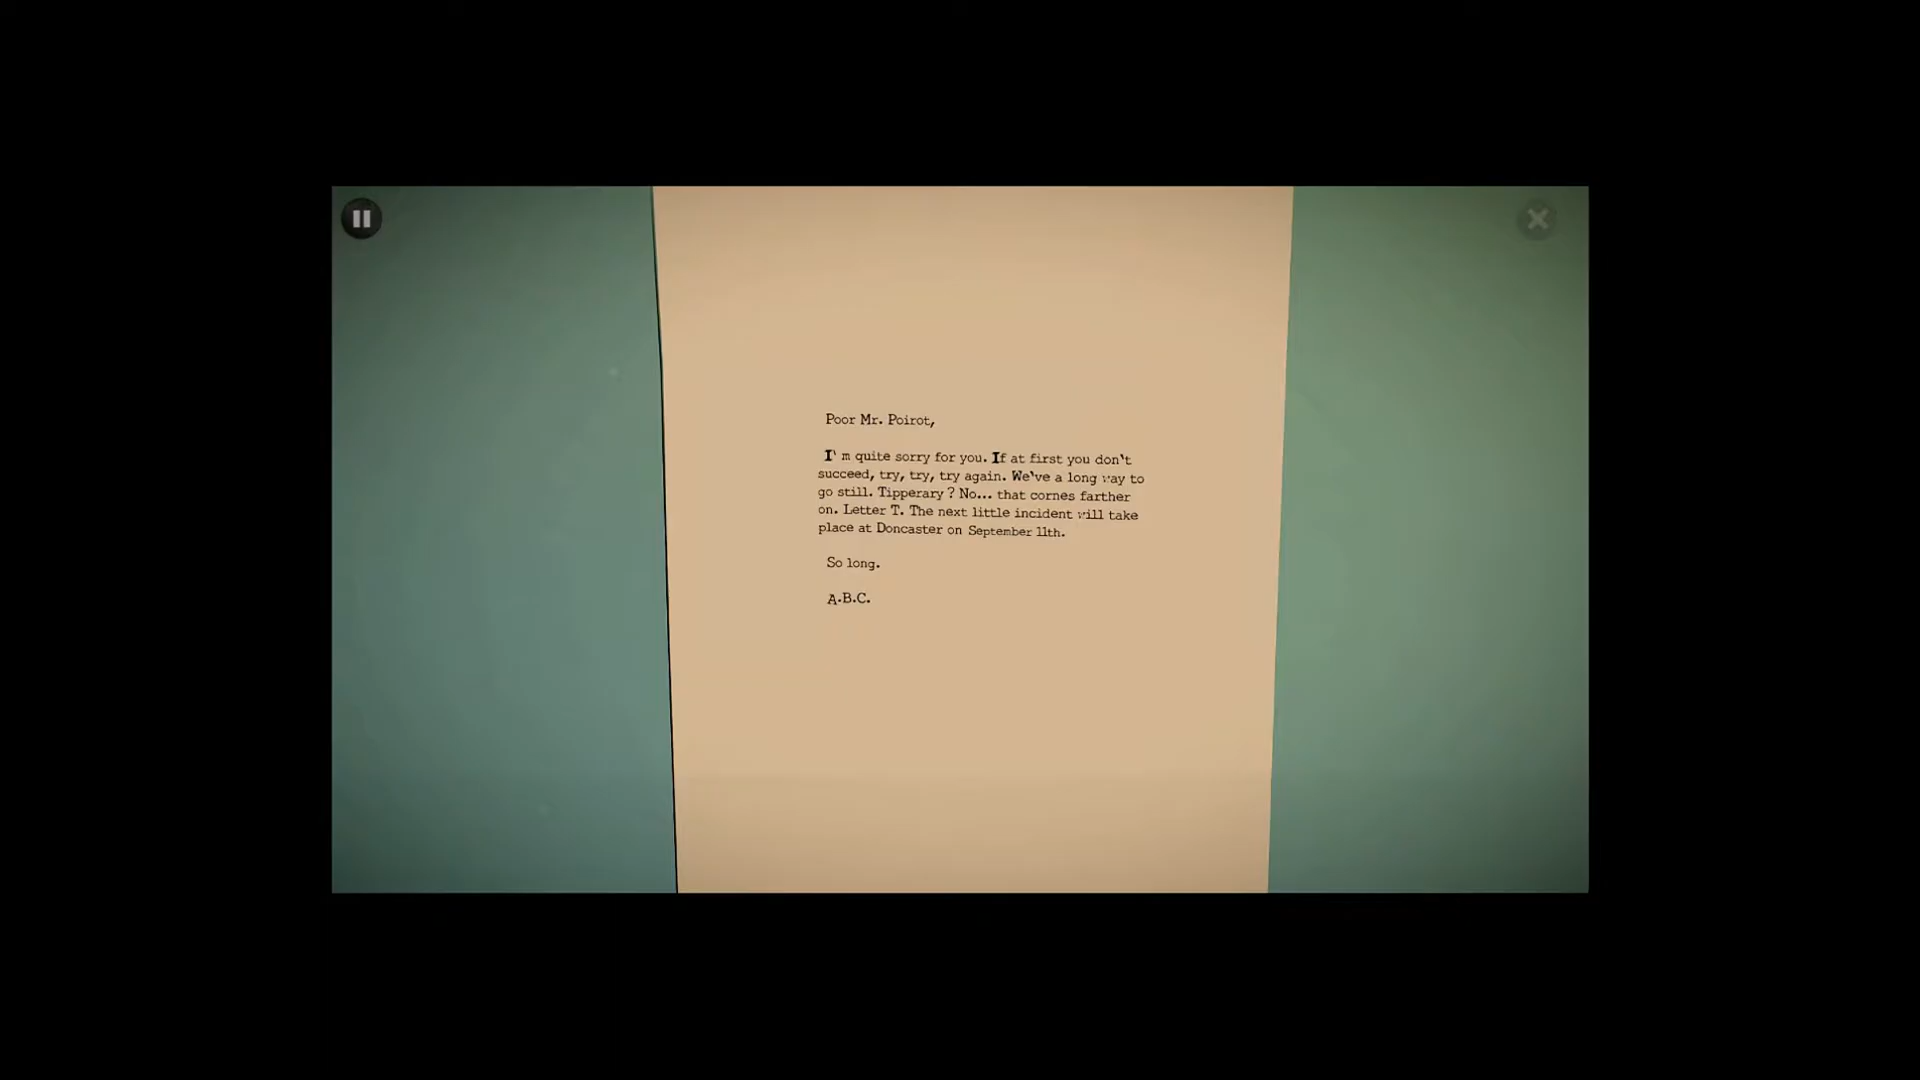 Poor Mr. Poirot,
I'm quite sorry for you. If at first you don't
succeed, try, try, try again. We've a long way to
go still. Tipperary ? No... that cornes farther
on. Letter T. The next little incident will take
place at Doncaster on September 11th.
So long.
A.B.C.